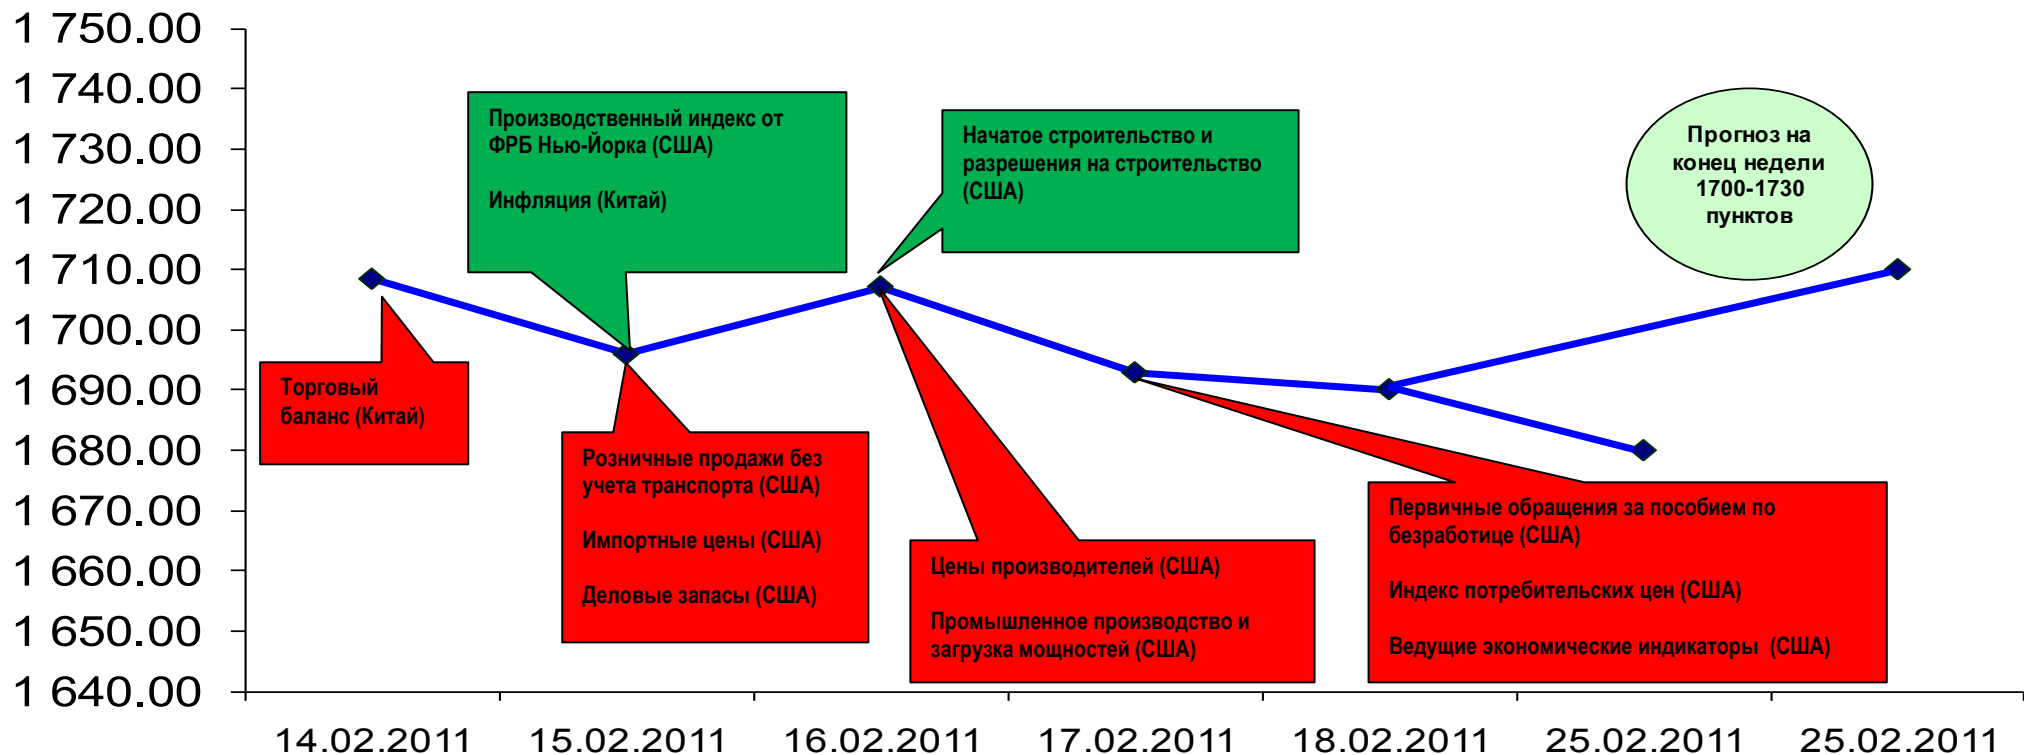 1 750.00
1 740.00
1 730.00
1 720.00
1 710.00
1 700.00
1 690.00
1 680.00
1 670.00
1 660.00
1 650.00
1 640.00
Производственный индекс от
ФРБ Нью-Йорка (США)
Инфляция (Китай)
Начатое строительство и
разрешения на строительство
(США)
Прогноз на
конец недели
1700-1730
пунктов
Торговый
баланс (Китай)
Розничные продажи без
учета транспорта (США)
Импортные цены (США)
Деловые запасы (США)
Цены производителей (США)
Промышленное производство и
загрузка мощностей (США)
Первичные обращения за пособием по
безработице (США)
Индекс потребительских цен (США)
Ведущие экономические индикаторы  (США)
14.02.2011
15.02.2011
16.02.2011
17.02.2011
18.02.2011
25.02.2011
25.02.2011